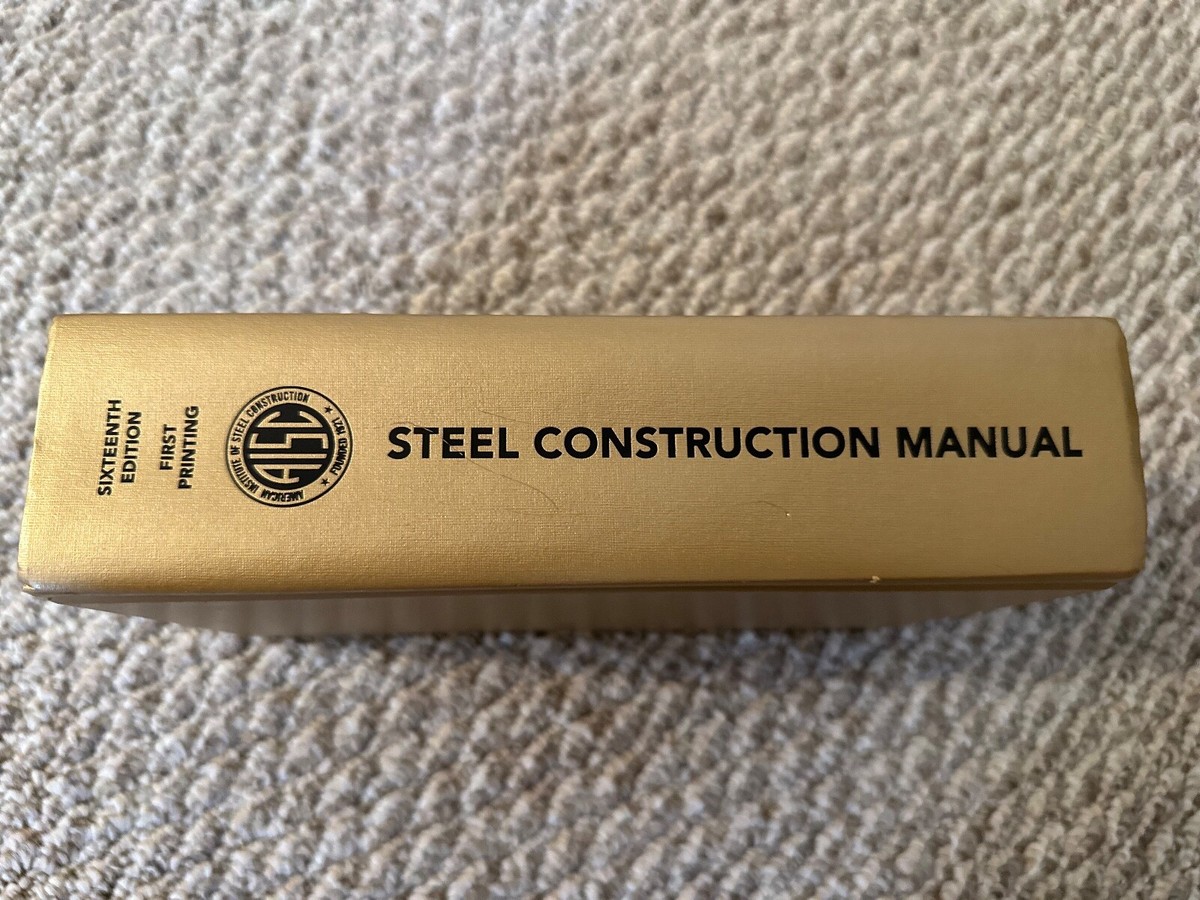 SIXTEENTH
EDITION
FIRST
PRINTING
AMERICAN INSTITUTE OF STEEL CONSTRUCTION
★ FOUNDED 1921 ★
AISC
STEEL CONSTRUCTION MANUAL